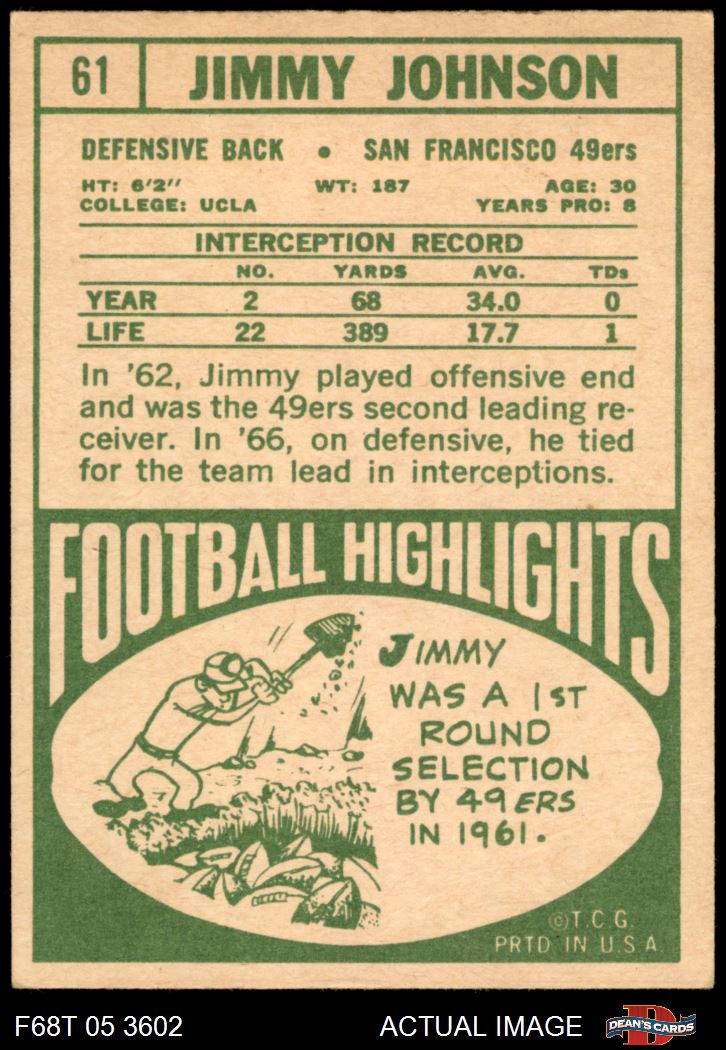 61 JIMMY JOHNSON
DEFENSIVE BACK • SAN FRANCISCO 49ers
HT: 6'2" WT: 187 AGE: 30
COLLEGE: UCLA YEARS PRO: 8
INTERCEPTION RECORD
NO. YARDS AVG. TDs
YEAR 2 68 34.0 0
LIFE 22 389 17.7 1
In '62, Jimmy played offensive end
and was the 49ers second leading re-
ceiver. In '66, on defensive, he tied
for the team lead in interceptions.
FOOTBALL HIGHLIGHTS
JIMMY
WAS A 1ST
ROUND
SELECTION
BY 49ERS
IN 1961.
©T.C.G.
PRTD IN U.S.A.
F68T 05 3602 ACTUAL IMAGE D DEAN'S CARDS